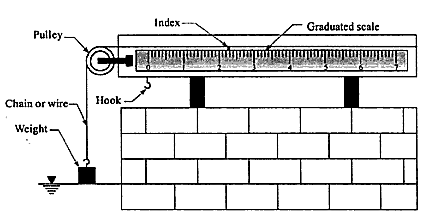 Index
Graduated scale
Pulley
0 1 2 3 4 5 6 7
Hook
Chain or wire
Weight